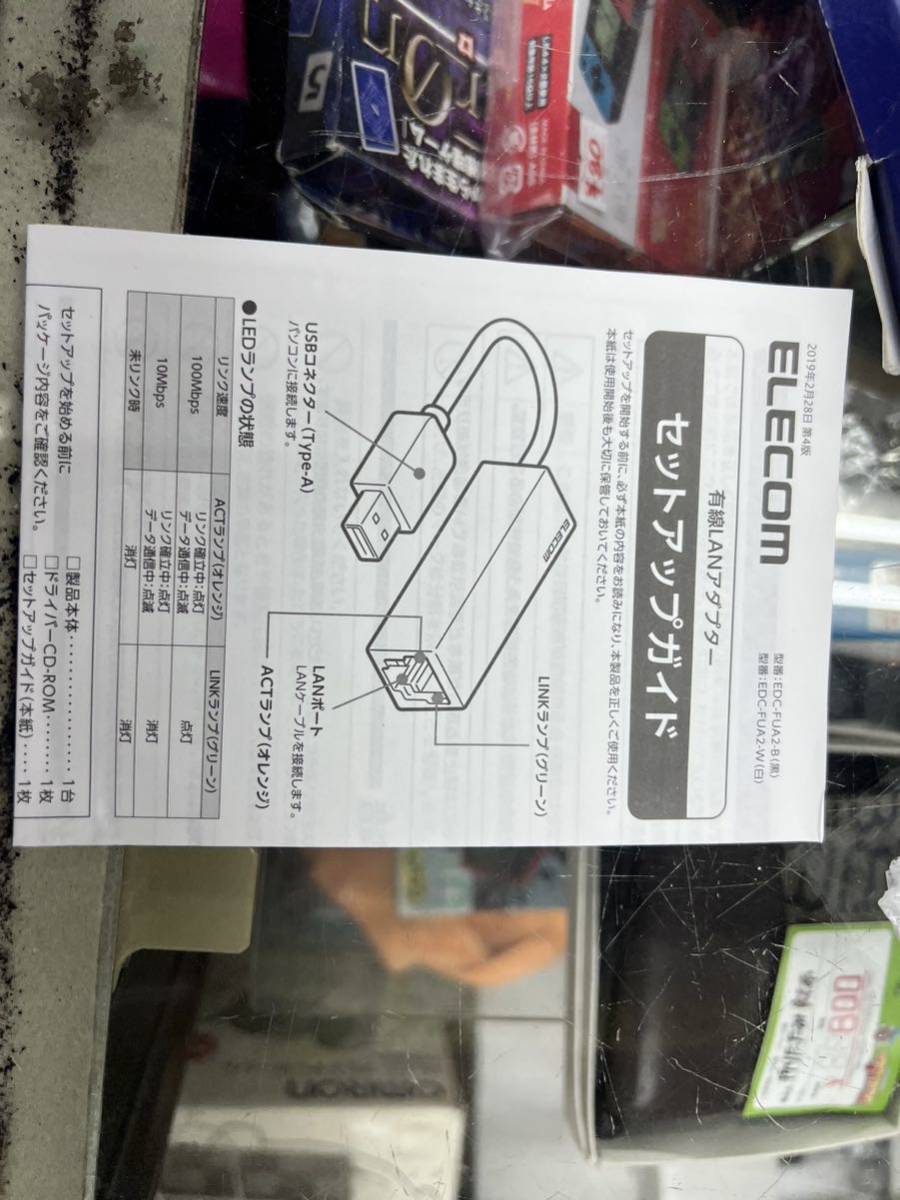 2019年2月28日 第4版
ELECOM
型番:EDC-FUA2-B(黒)
型番:EDC-FUA2-W(白)
有線LANアダプター
セットアップガイド
セットアップを開始する前に、必ず本紙の内容をお読みになり、本製品を正しくご使用ください。
本紙は使用開始後も大切に保管しておいてください。
ELECOM
LINKランプ(グリーン)
USBコネクター(Type-A)
パソコンに接続します。
LANポート
LANケーブルを接続します。
ACTランプ(オレンジ)
●LEDランプの状態
リンク速度 ACTランプ(オレンジ) LINKランプ(グリーン)
100Mbps リンク確立中:点灯 データ通信中:点滅 点灯
10Mbps リンク確立中:点灯 データ通信中:点滅 消灯
未リンク時 消灯 消灯
セットアップを始める前に
パッケージ内容をご確認ください。
□製品本体・・・・・・・・・・・・・・ 1台
□ドライバーCD-ROM・・・・・・・ 1枚
□セットアップガイド(本紙)・・・・ 1枚
5
OMRON
800